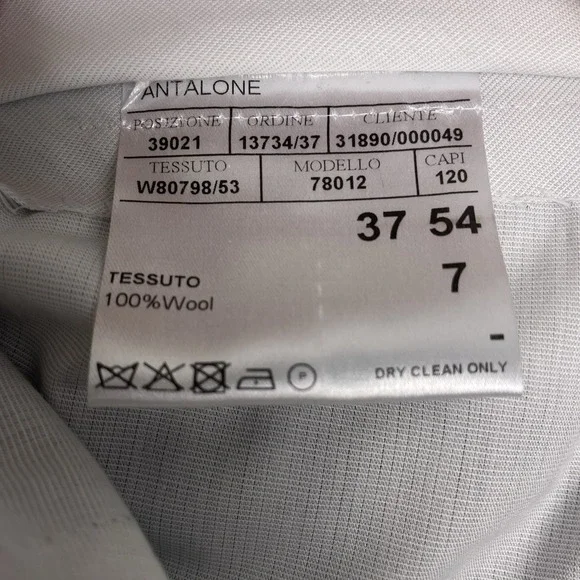 ANTALONE
POSIZIONE ORDINE CLIENTE
39021 13734/37 31890/000049
TESSUTO MODELLO CAPI
W80798/53 78012 120
37 54
7
TESSUTO
100%Wool
-
P DRY CLEAN ONLY